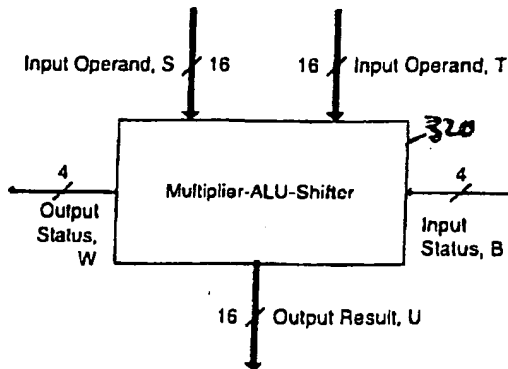 Input Operand, S 16
16 Input Operand, T
320
4
Multiplier-ALU-Shifter
4
Output
Status,
W
Input
Status, B
16 Output Result, U